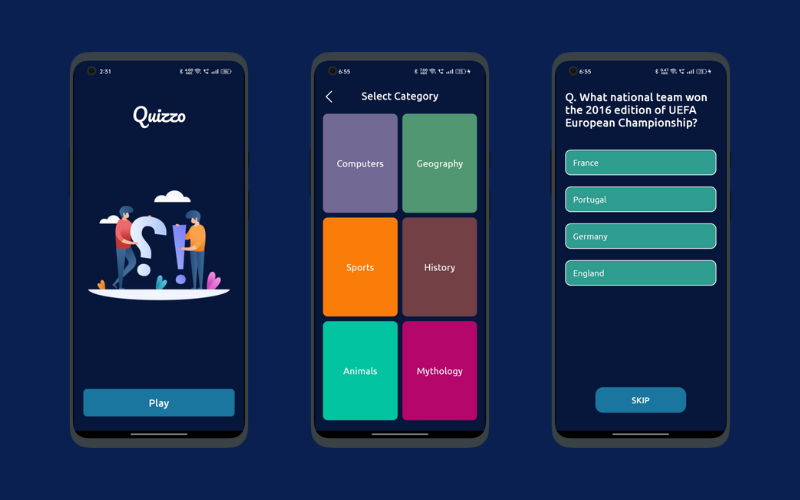 2:31
Quizzo
Play
6:55
Select Category
Computers
Geography
Sports
History
Animals
Mythology
6:55
Q. What national team won
the 2016 edition of UEFA
European Championship?
France
Portugal
Germany
England
SKIP